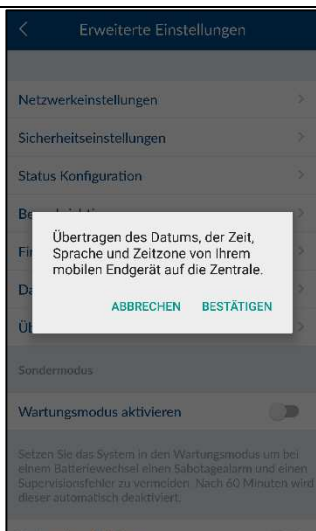 Erweiterte Einstellungen
Netzwerkeinstellungen
Sicherheitseinstellungen
Status Konfiguration
Übertragen des Datums, der Zeit,
Sprache und Zeitzone von Ihrem
mobilen Endgerät auf die Zentrale.
ABBRECHEN BESTÄTIGEN
Sondermodus
Wartungsmodus aktivieren
Setzen Sie das System in den Wartungsmodus um bei
einem Batteriewechsel einen Sabotagealarm und einen
Supervisionsfehler zu vermeiden. Nach 60 Minuten wird
dieser automatisch deaktiviert.